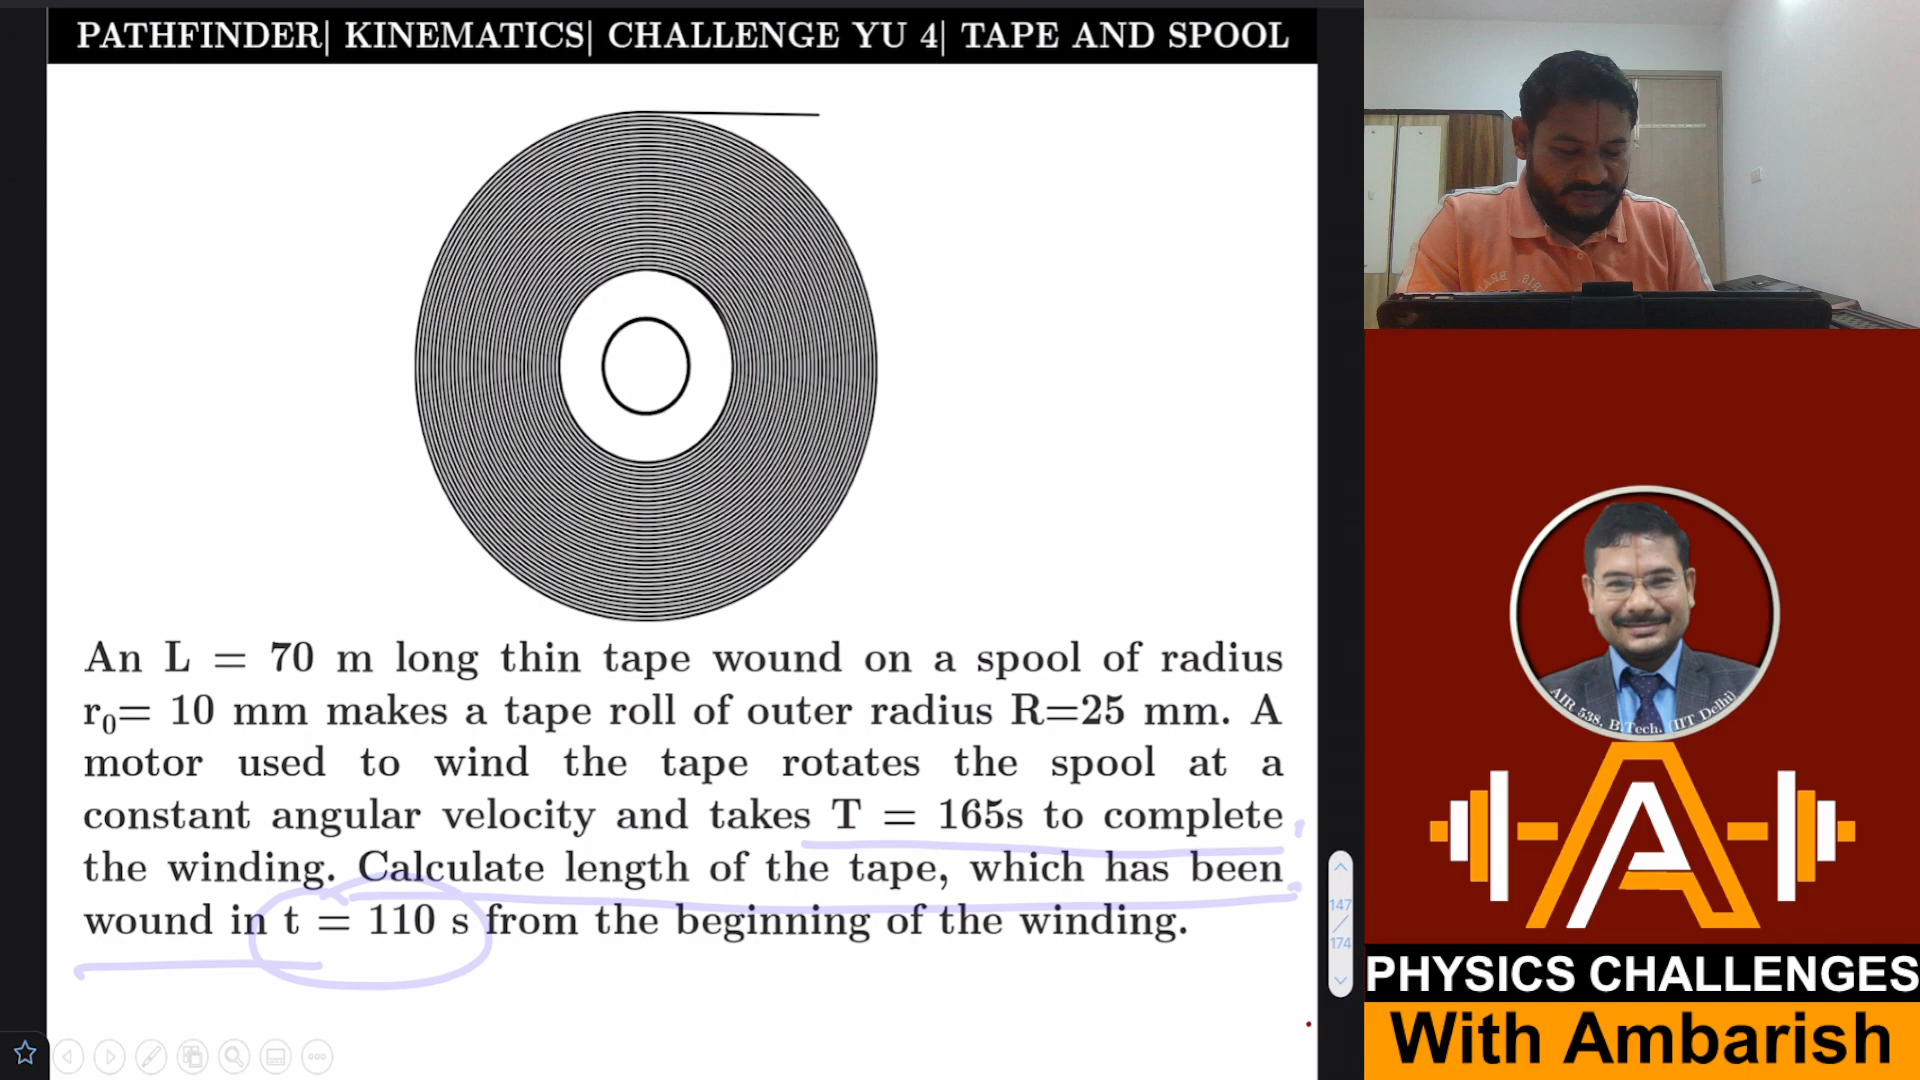 PATHFINDER| KINEMATICS| CHALLENGE YU 4| TAPE AND SPOOL
An L = 70 m long thin tape wound on a spool of radius
r₀= 10 mm makes a tape roll of outer radius R=25 mm. A
motor used to wind the tape rotates the spool at a
constant angular velocity and takes T = 165s to complete
the winding. Calculate length of the tape, which has been
wound in t = 110 s from the beginning of the winding.
147
/
174
AIR 538, B.Tech. (IIT Delhi)
A
PHYSICS CHALLENGES
With Ambarish